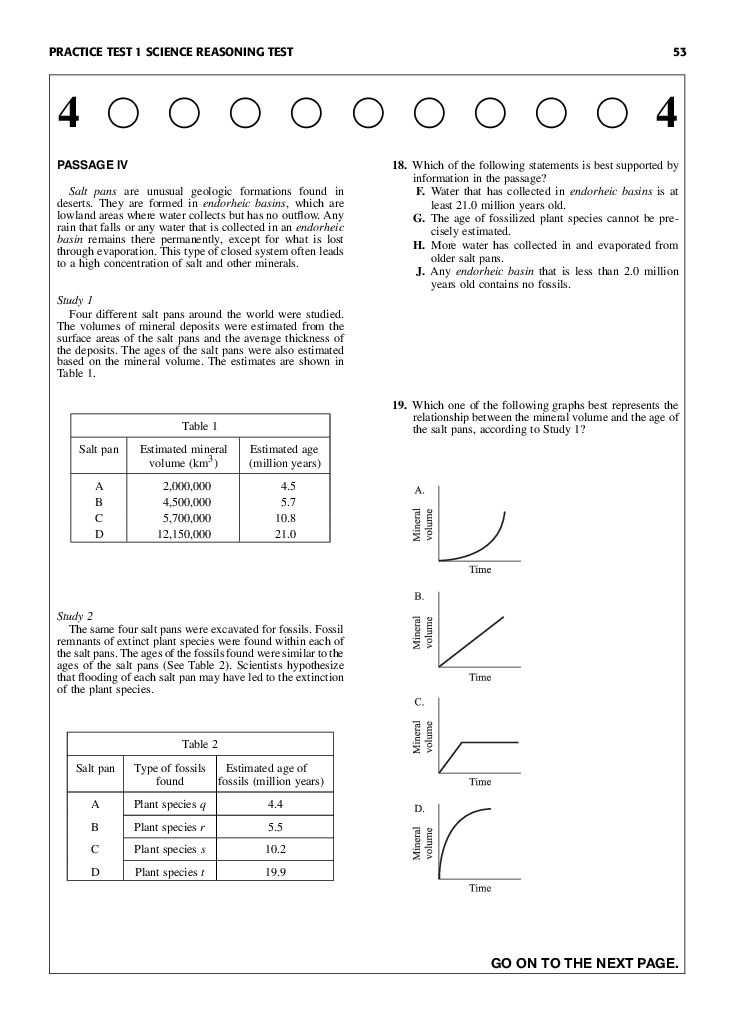 PRACTICE TEST 1 SCIENCE REASONING TEST 53
4 4
PASSAGE IV
Salt pans are unusual geologic formations found in
deserts. They are formed in endorheic basins, which are
lowland areas where water collects but has no outflow. Any
rain that falls or any water that is collected in an endorheic
basin remains there permanently, except for what is lost
through evaporation. This type of closed system often leads
to a high concentration of salt and other minerals.
Study 1
Four different salt pans around the world were studied.
The volumes of mineral deposits were estimated from the
surface areas of the salt pans and the average thickness of
the deposits. The ages of the salt pans were also estimated
based on the mineral volume. The estimates are shown in
Table 1.
Table 1
Salt pan Estimated mineral Estimated age
volume (km3) (million years)
A 2,000,000 4.5
B 4,500,000 5.7
C 5,700,000 10.8
D 12,150,000 21.0
Study 2
The same four salt pans were excavated for fossils. Fossil
remnants of extinct plant species were found within each of
the salt pans. The ages of the fossils found were similar to the
ages of the salt pans (See Table 2). Scientists hypothesize
that flooding of each salt pan may have led to the extinction
of the plant species.
Table 2
Salt pan Type of fossils Estimated age of
found fossils (million years)
A Plant species q 4.4
B Plant species r 5.5
C Plant species s 10.2
D Plant species t 19.9
18. Which of the following statements is best supported by
information in the passage?
F. Water that has collected in endorheic basins is at
least 21.0 million years old.
G. The age of fossilized plant species cannot be pre-
cisely estimated.
H. More water has collected in and evaporated from
older salt pans.
J. Any endorheic basin that is less than 2.0 million
years old contains no fossils.
19. Which one of the following graphs best represents the
relationship between the mineral volume and the age of
the salt pans, according to Study 1?
A.
Mineral
volume
Time
B.
Mineral
volume
Time
C.
Mineral
volume
Time
D.
Mineral
volume
Time
GO ON TO THE NEXT PAGE.